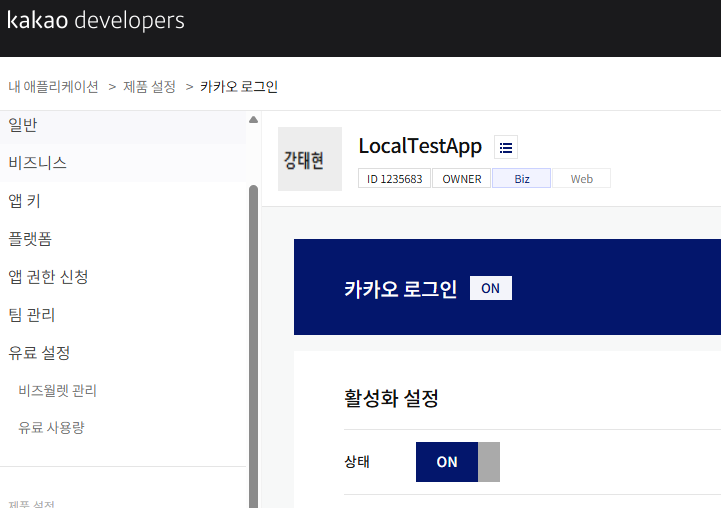 kakao developers
내 애플리케이션 > 제품 설정 > 카카오 로그인
일반
비즈니스
앱 키
플랫폼
앱 권한 신청
팀 관리
유료 설정
비즈월렛 관리
유료 사용량
제품 설정
강태현
LocalTestApp
ID 1235683 OWNER Biz Web
카카오 로그인 ON
활성화 설정
상태 ON